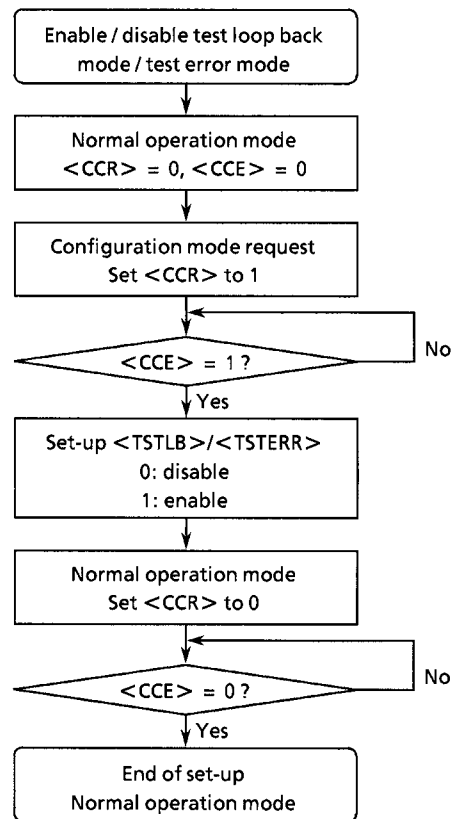 Enable / disable test loop back
mode / test error mode
Normal operation mode
<CCR> = 0, <CCE> = 0
Configuration mode request
Set <CCR> to 1
<CCE> = 1?
No
Yes
Set-up <TSTLB>/<TSTERR>
0: disable
1: enable
Normal operation mode
Set <CCR> to 0
<CCE> = 0?
No
Yes
End of set-up
Normal operation mode